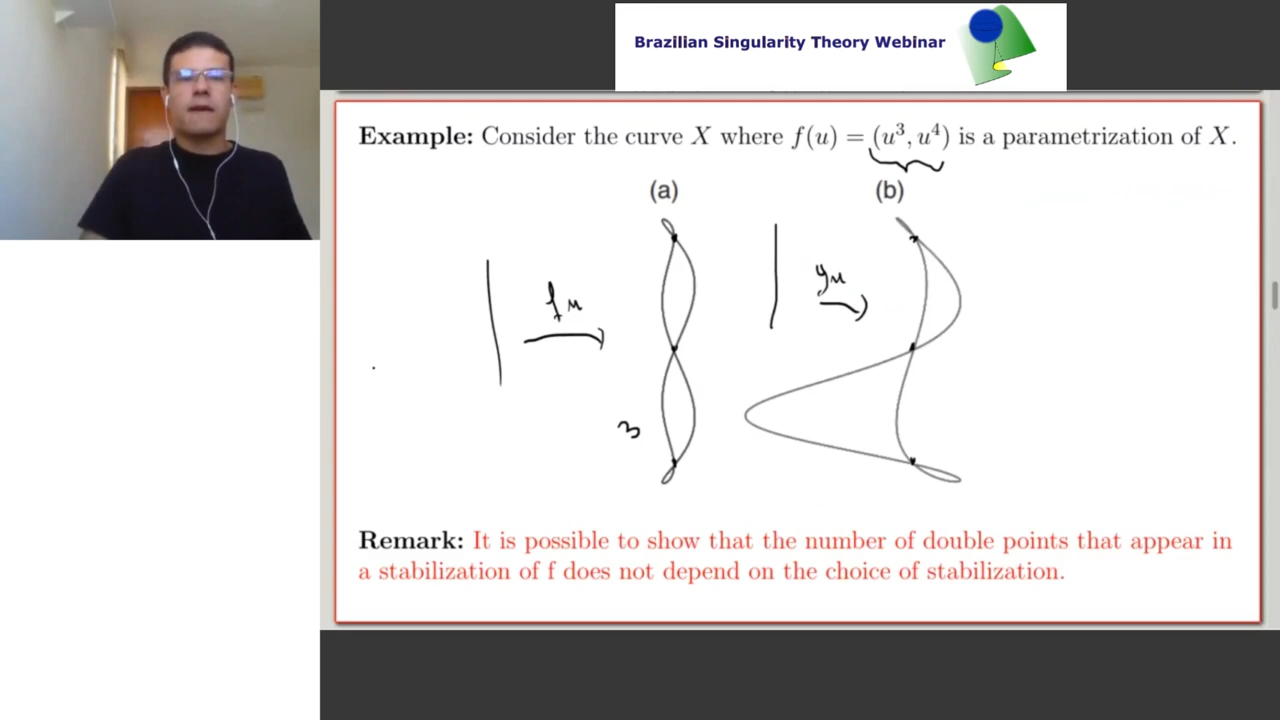 Brazilian Singularity Theory Webinar
Example: Consider the curve X where f(u) = (u³, u⁴) is a parametrization of X.
(a) (b)
f_u g_u
3
Remark: It is possible to show that the number of double points that appear in
a stabilization of f does not depend on the choice of stabilization.